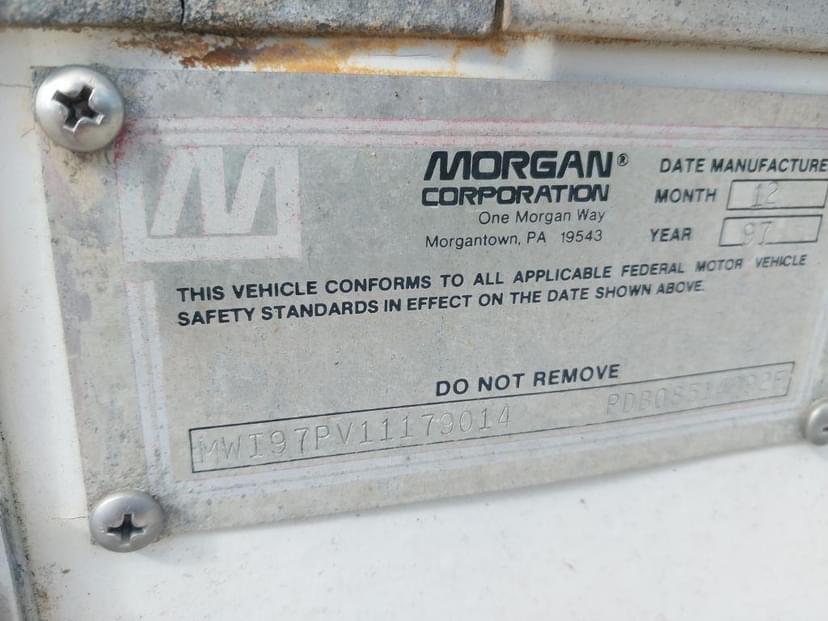 M
MORGAN®
CORPORATION
One Morgan Way
Morgantown, PA 19543
DATE MANUFACTURE
MONTH 12
YEAR 97
THIS VEHICLE CONFORMS TO ALL APPLICABLE FEDERAL MOTOR VEHICLE
SAFETY STANDARDS IN EFFECT ON THE DATE SHOWN ABOVE.
DO NOT REMOVE
MWI97PV11179014